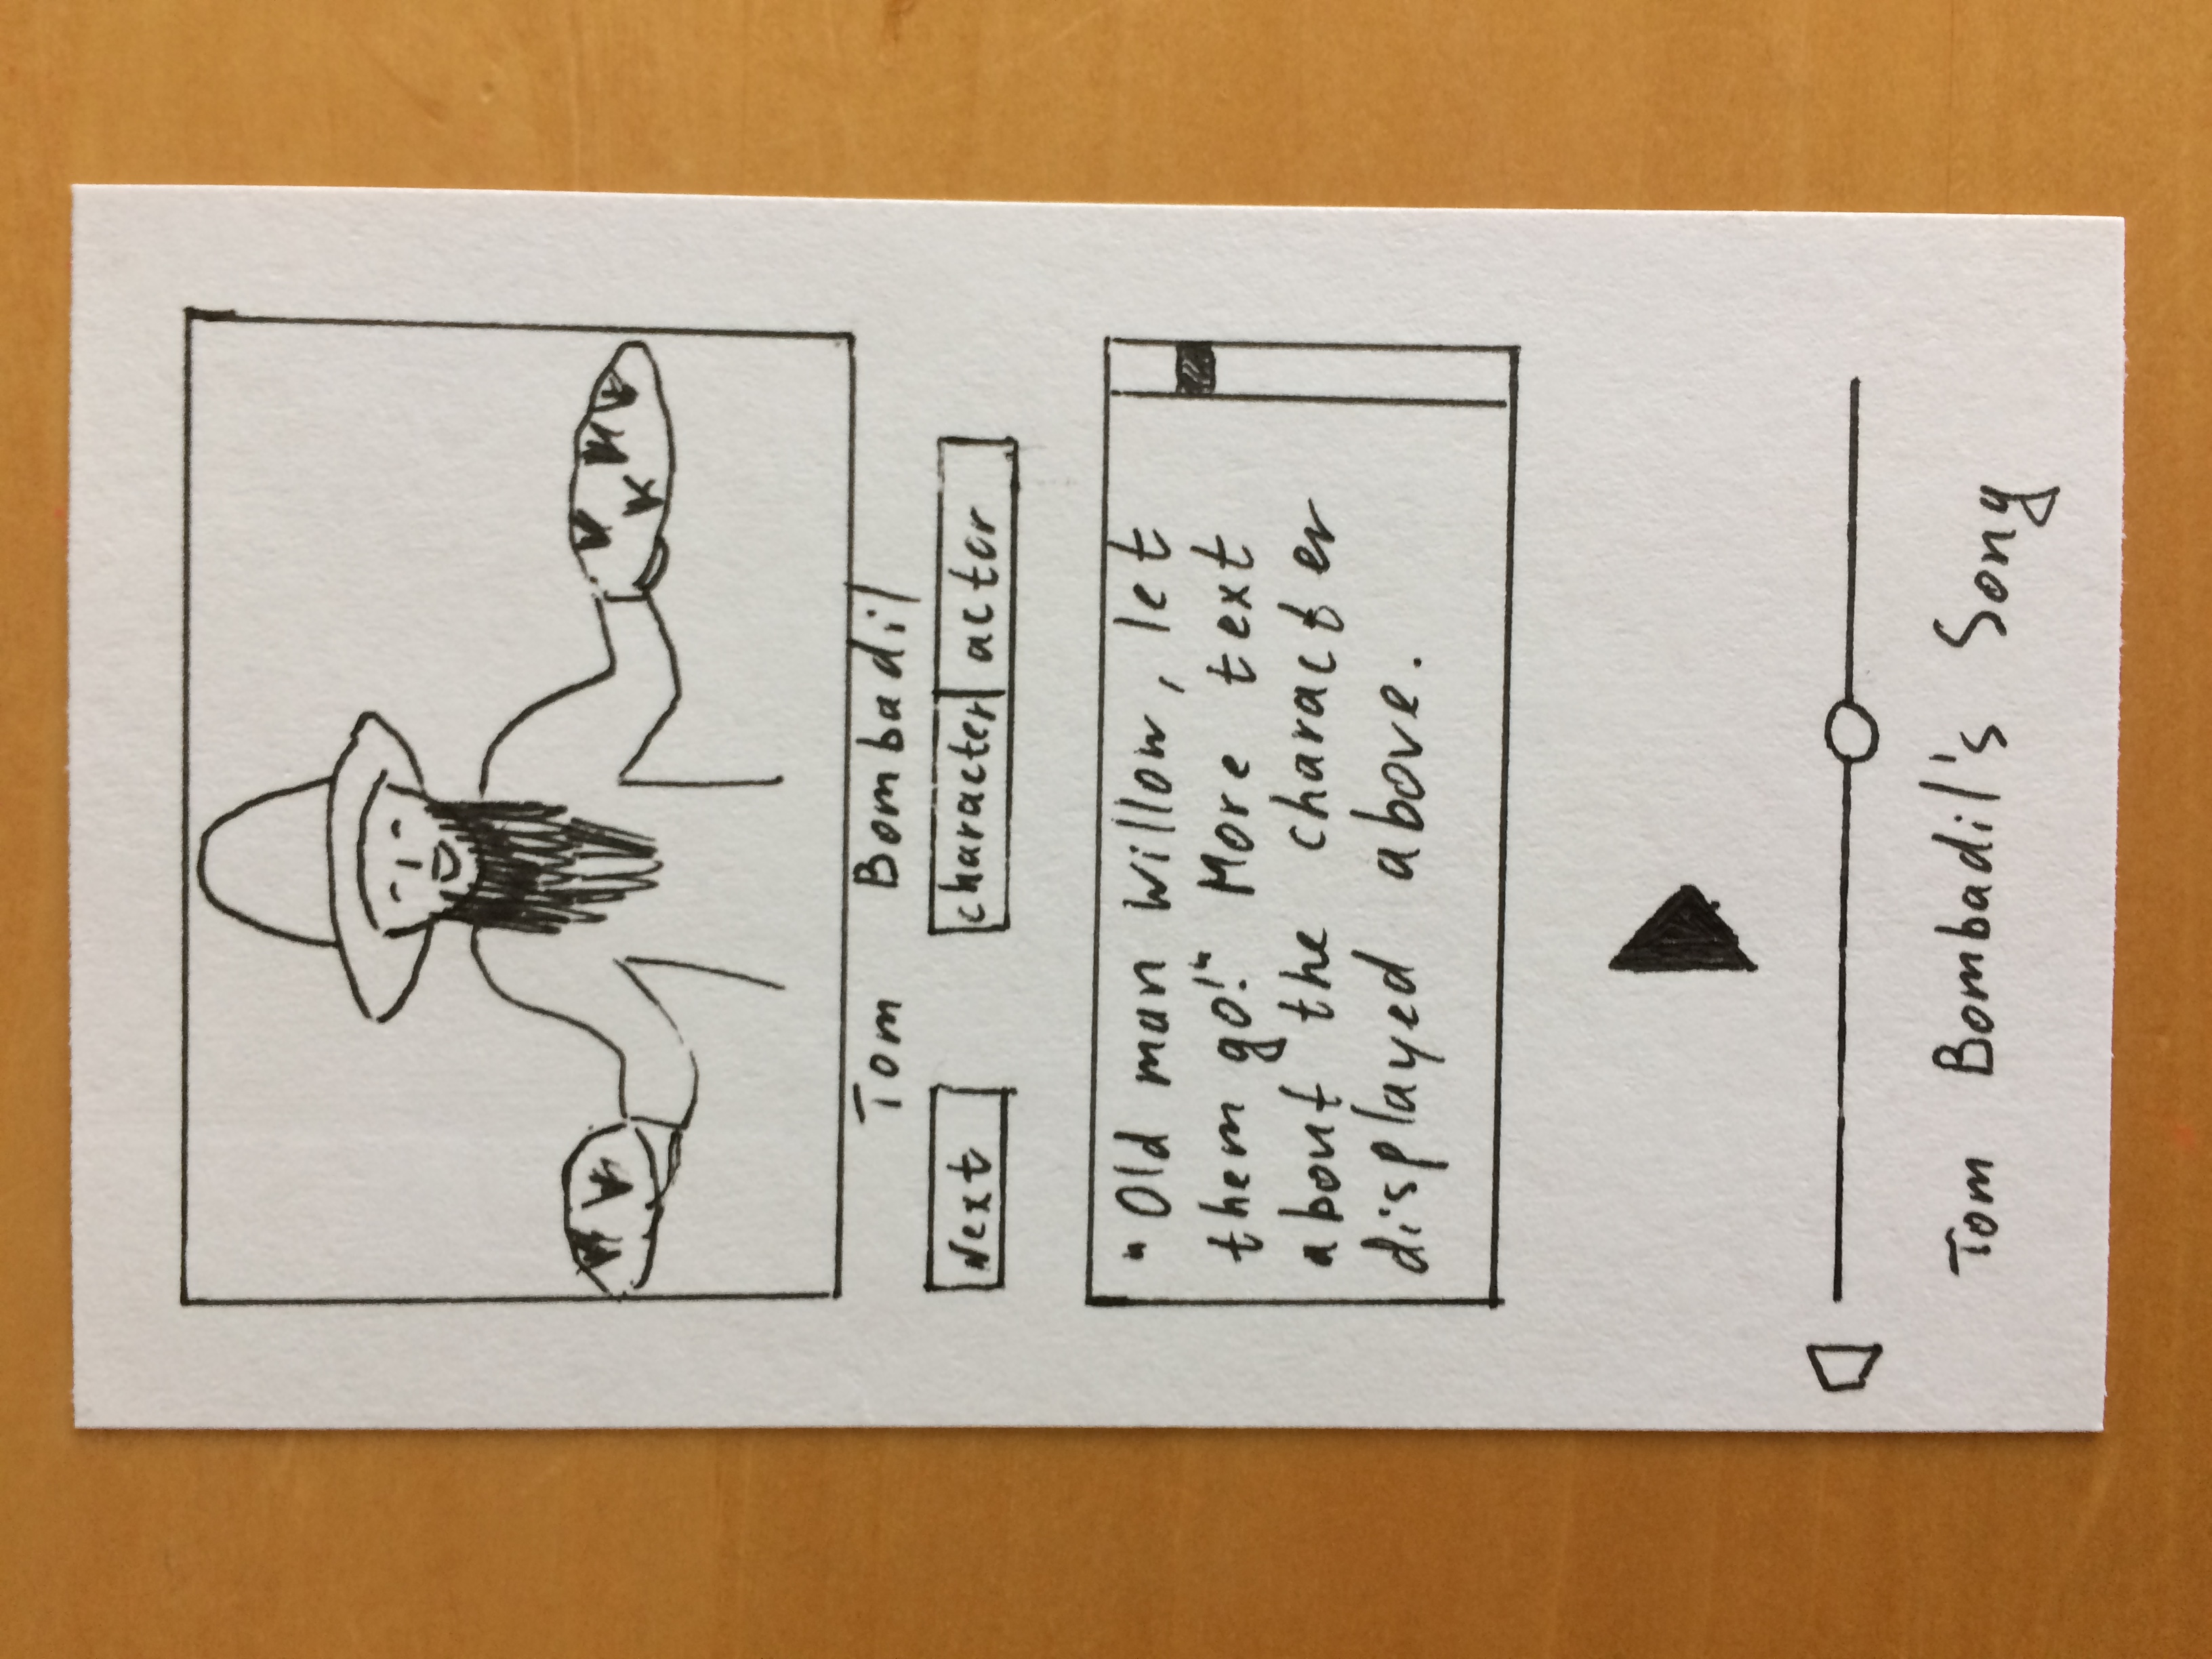 Tom Bombadil
Next
character actor
"Old man Willow, let
them go!" More text
about the character
displayed above.
Tom Bombadil's Song